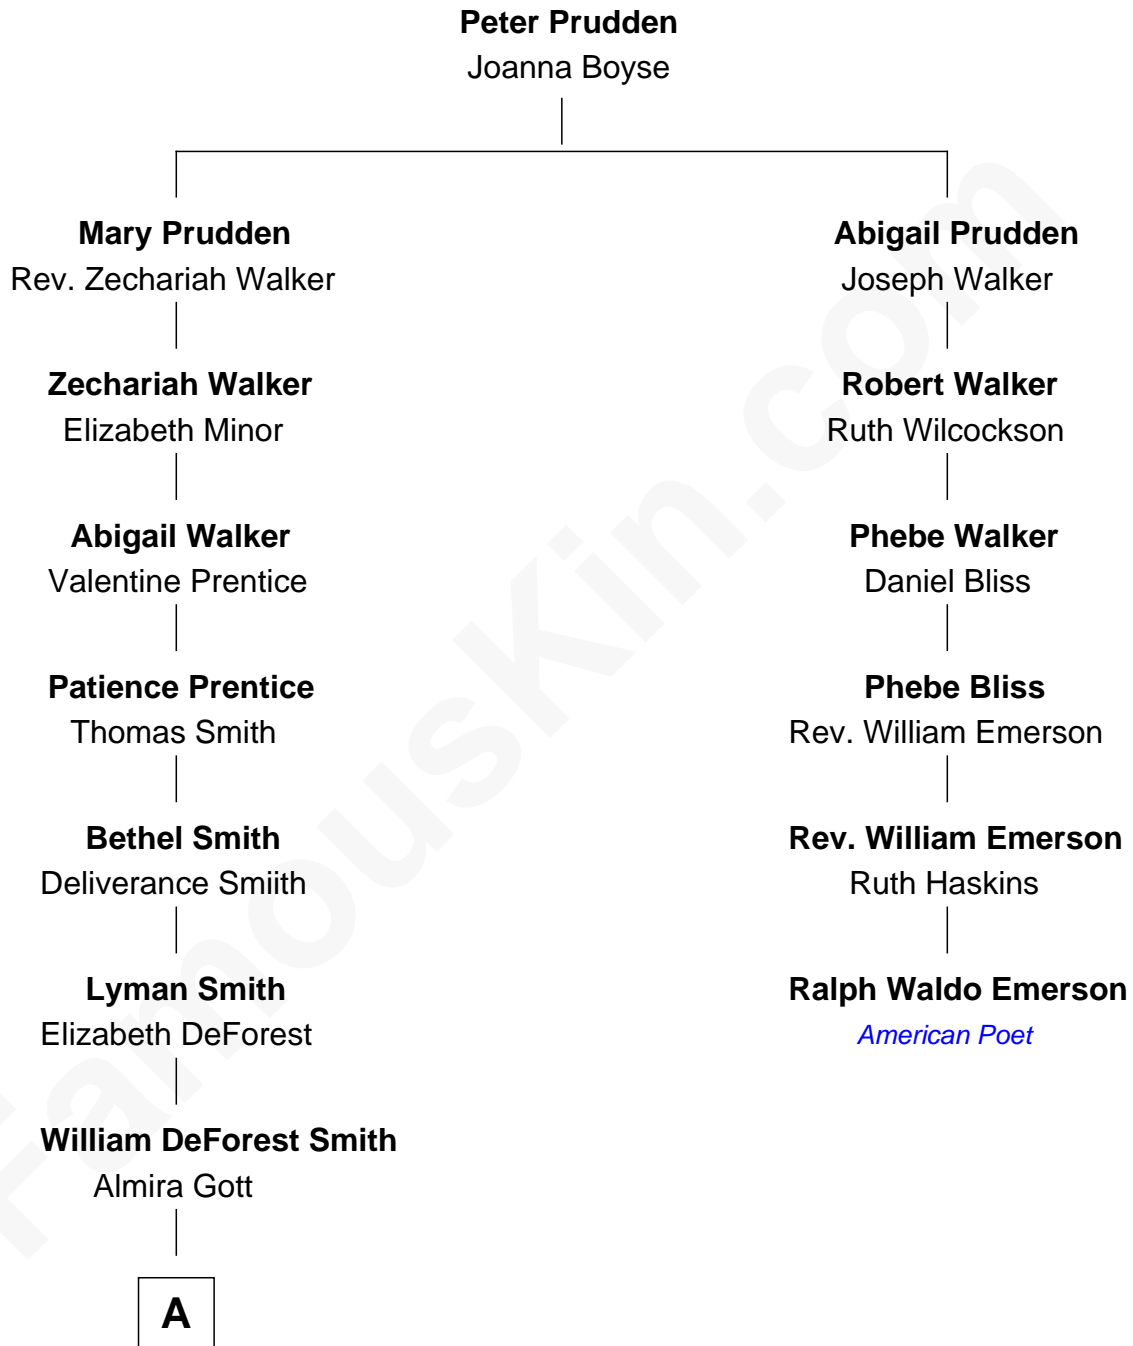 Peter Prudden
Joanna Boyse
Mary Prudden
Rev. Zechariah Walker
Abigail Prudden
Joseph Walker
Zechariah Walker
Elizabeth Minor
Robert Walker
Ruth Wilcockson
Abigail Walker
Valentine Prentice
Phebe Walker
Daniel Bliss
Patience Prentice
Thomas Smith
Phebe Bliss
Rev. William Emerson
Bethel Smith
Deliverance Smiith
Rev. William Emerson
Ruth Haskins
Lyman Smith
Elizabeth DeForest
Ralph Waldo Emerson
American Poet
William DeForest Smith
Almira Gott
A
FamousKin.com